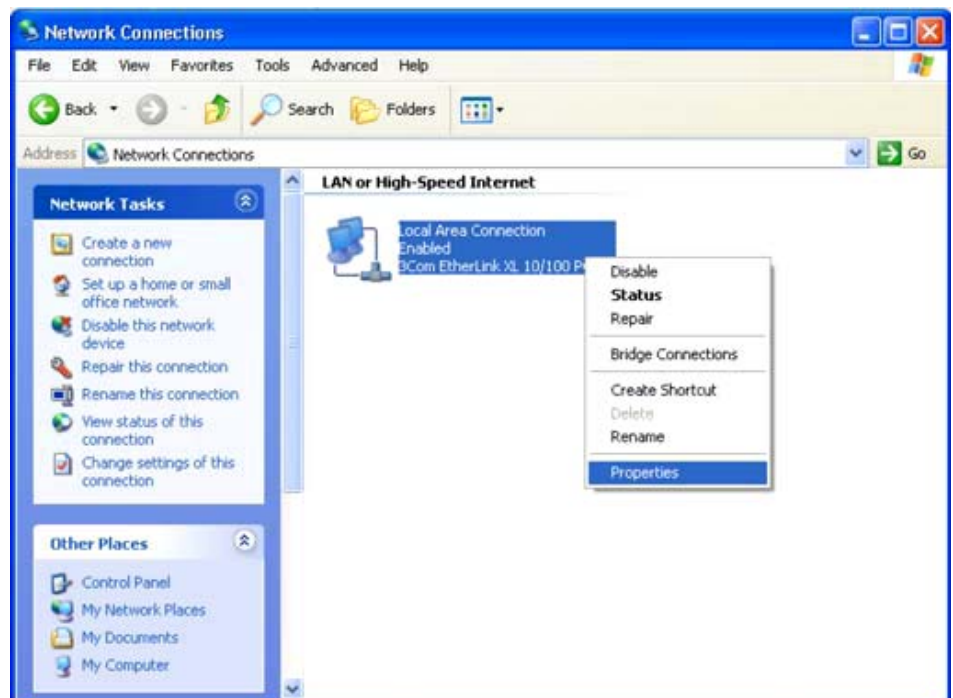 Network Connections
File Edit View Favorites Tools Advanced Help
Back Search Folders
Address Network Connections Go
Network Tasks
Create a new
connection
Set up a home or small
office network
Disable this network
device
Repair this connection
Rename this connection
View status of this
connection
Change settings of this
connection
Other Places
Control Panel
My Network Places
My Documents
My Computer
LAN or High-Speed Internet
Local Area Connection
Enabled
3Com EtherLink XL 10/100
Disable
Status
Repair
Bridge Connections
Create Shortcut
Delete
Rename
Properties